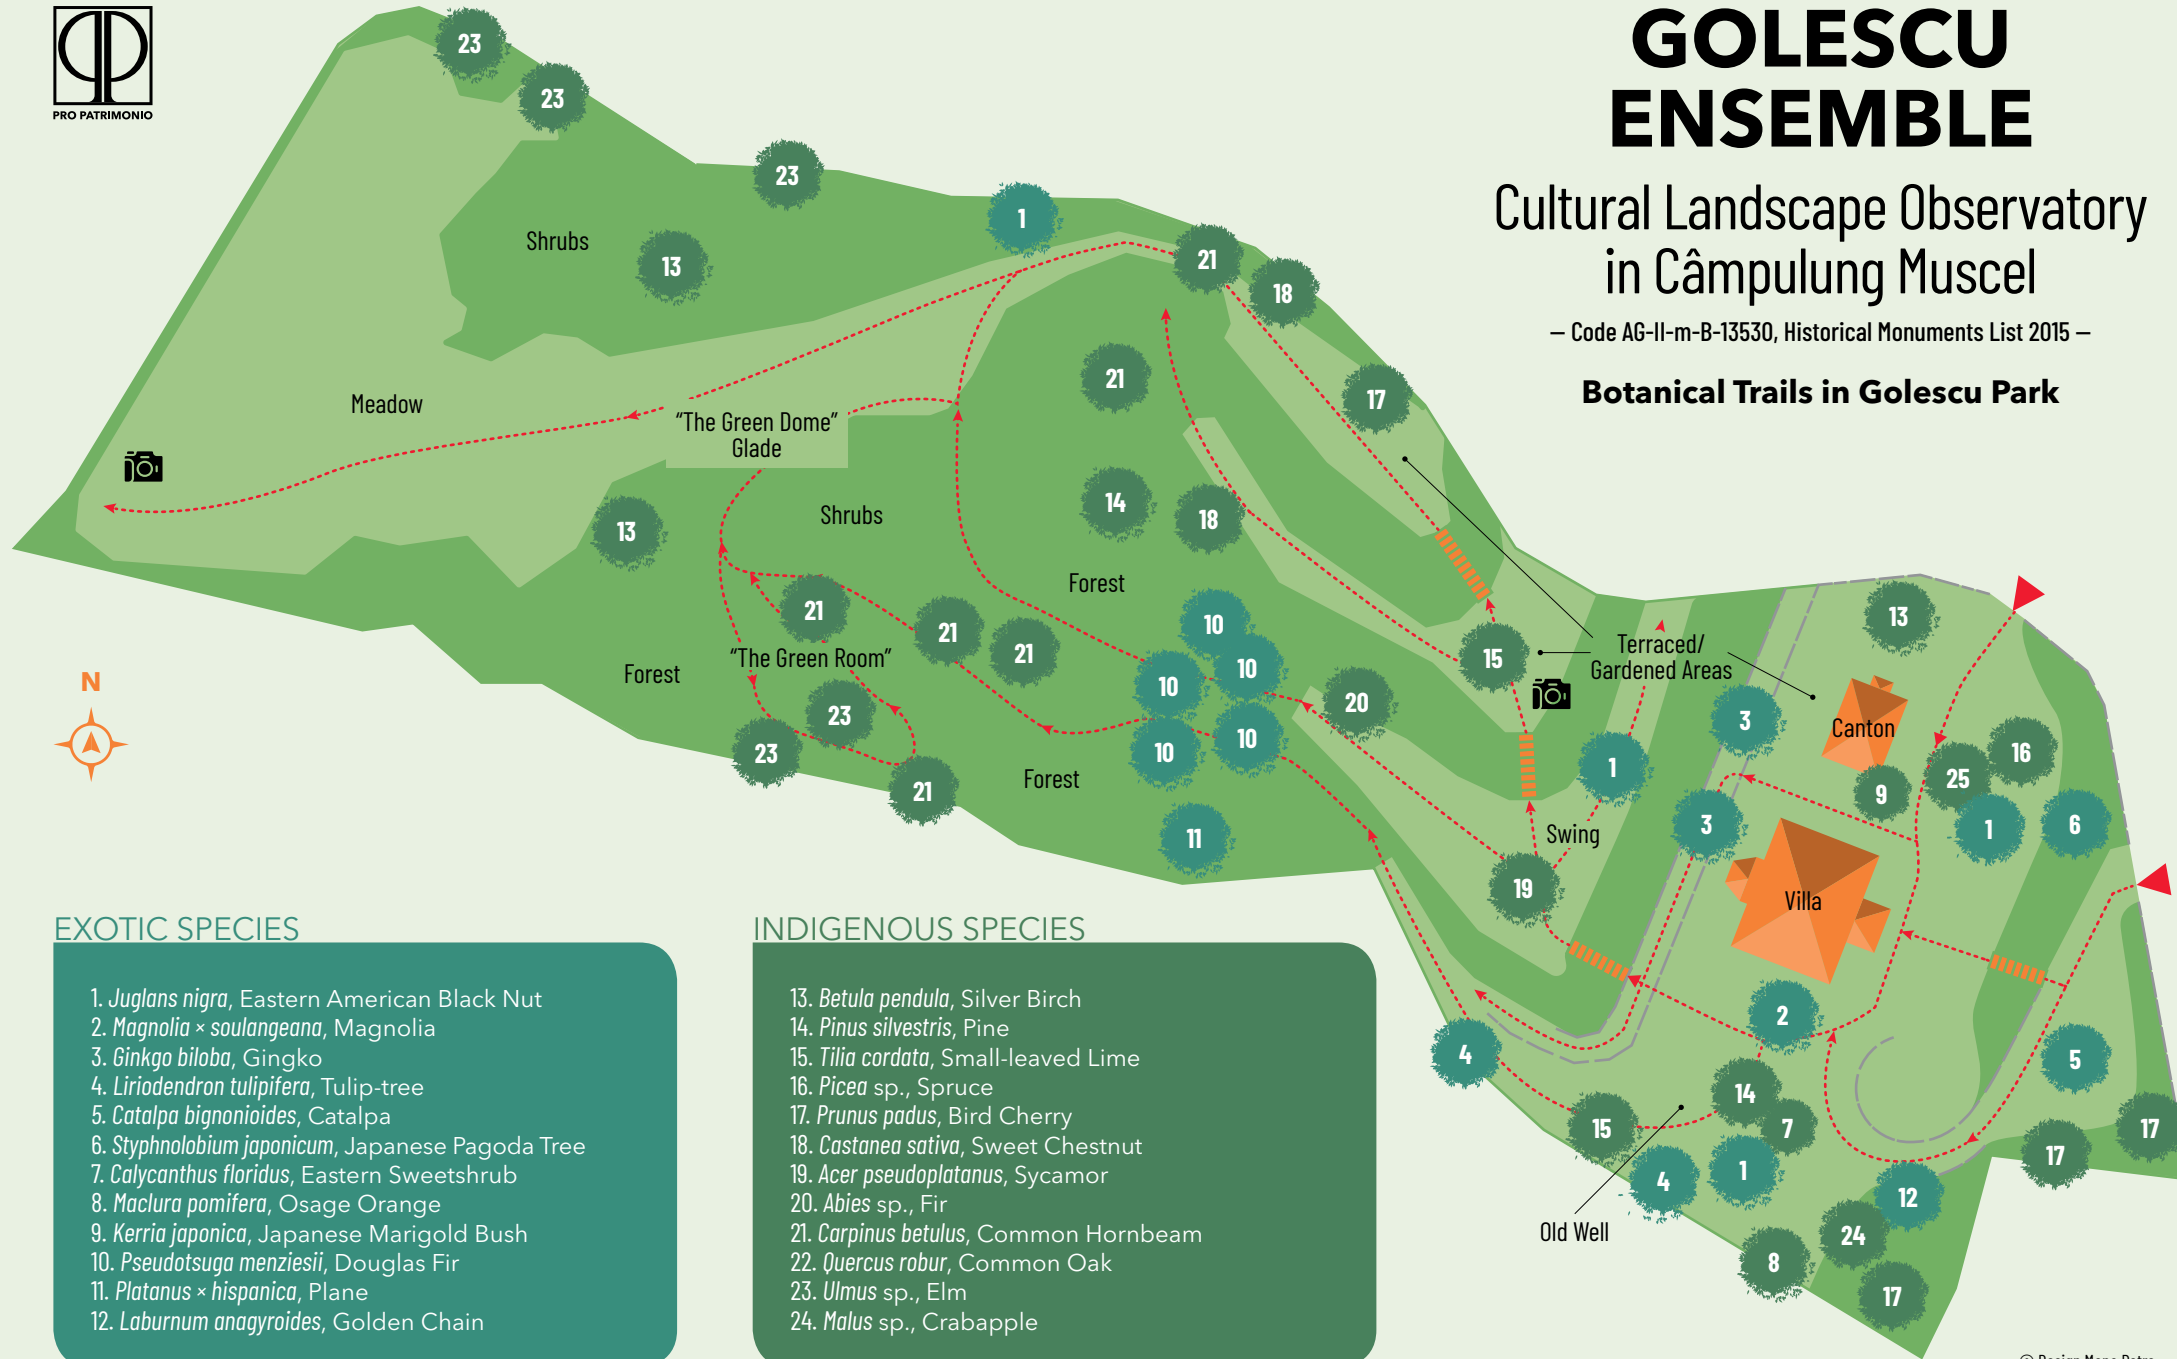 PRO PATRIMONIO
GOLESCU
ENSEMBLE
Cultural Landscape Observatory
in Câmpulung Muscel
– Code AG-II-m-B-13530, Historical Monuments List 2015 –
Botanical Trails in Golescu Park
23
23
23
1
21
18
Shrubs
13
21
17
Meadow
"The Green Dome"
Glade
14
18
13
Shrubs
Forest
21
21
21
10
10
10
10
10
15
13
Terraced/
Gardened Areas
"The Green Room"
Forest
N
23
23
21
20
3
Canton
16
25
9
1
6
1
Forest
11
Swing
3
19
Villa
2
4
5
14
7
15
17
17
1
4
12
Old Well
24
8
17
EXOTIC SPECIES
1. Juglans nigra, Eastern American Black Nut
2. Magnolia × soulangeana, Magnolia
3. Ginkgo biloba, Gingko
4. Liriodendron tulipifera, Tulip-tree
5. Catalpa bignonioides, Catalpa
6. Styphnolobium japonicum, Japanese Pagoda Tree
7. Calycanthus floridus, Eastern Sweetshrub
8. Maclura pomifera, Osage Orange
9. Kerria japonica, Japanese Marigold Bush
10. Pseudotsuga menziesii, Douglas Fir
11. Platanus × hispanica, Plane
12. Laburnum anagyroides, Golden Chain
INDIGENOUS SPECIES
13. Betula pendula, Silver Birch
14. Pinus silvestris, Pine
15. Tilia cordata, Small-leaved Lime
16. Picea sp., Spruce
17. Prunus padus, Bird Cherry
18. Castanea sativa, Sweet Chestnut
19. Acer pseudoplatanus, Sycamor
20. Abies sp., Fir
21. Carpinus betulus, Common Hornbeam
22. Quercus robur, Common Oak
23. Ulmus sp., Elm
24. Malus sp., Crabapple